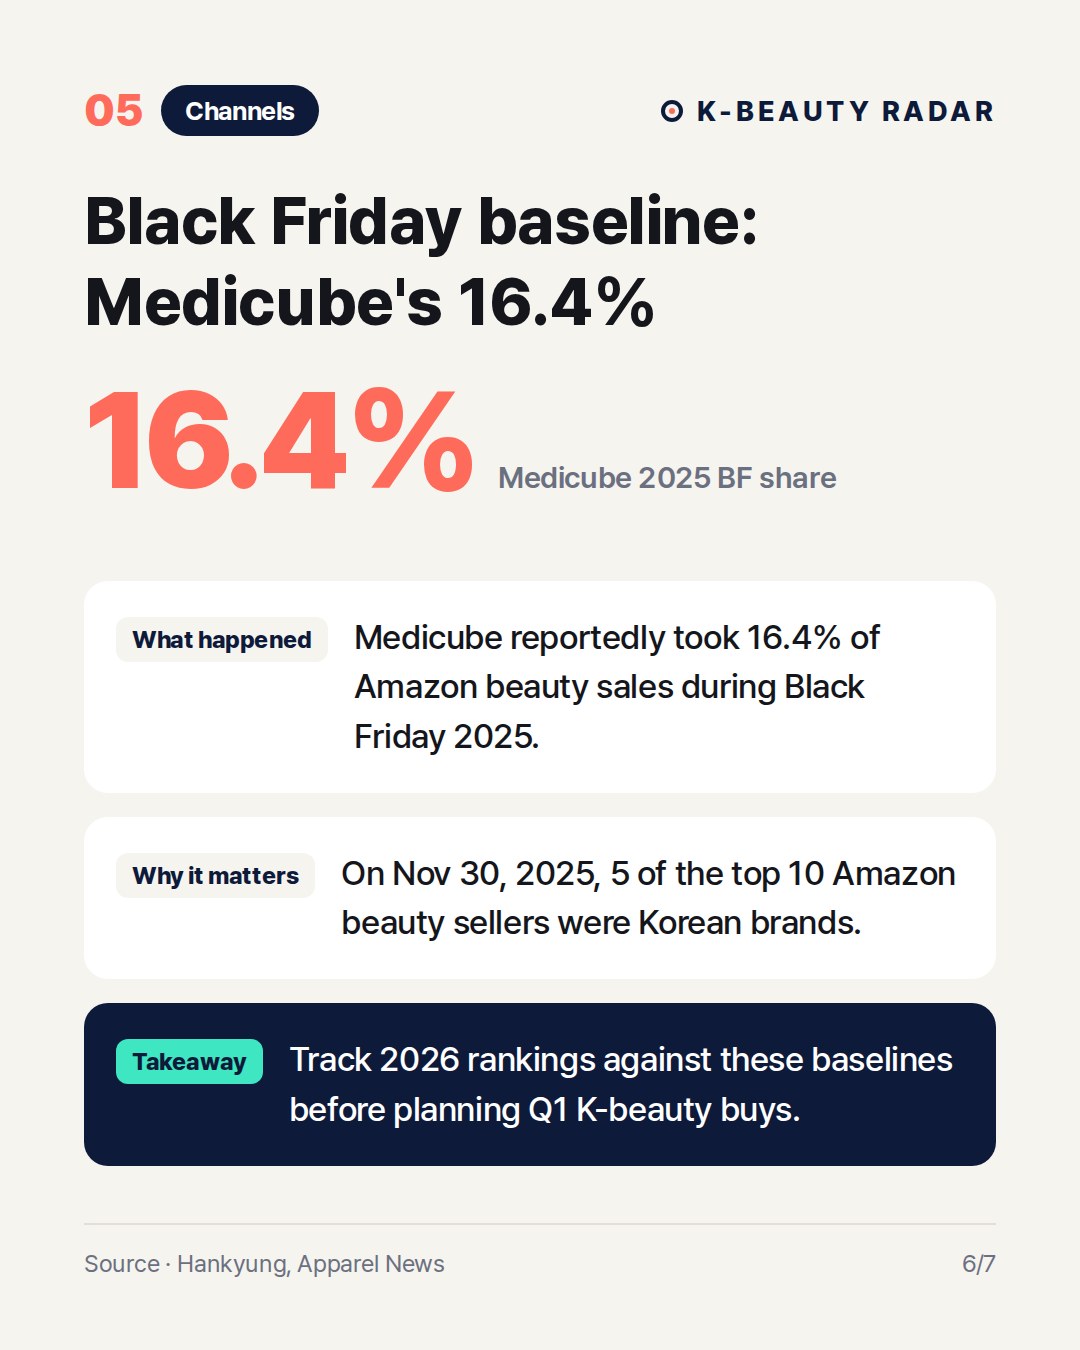 05 Channels
K-BEAUTY RADAR
Black Friday baseline:
Medicube's 16.4%
16.4% Medicube 2025 BF share
What happened
Medicube reportedly took 16.4% of
Amazon beauty sales during Black
Friday 2025.
Why it matters
On Nov 30, 2025, 5 of the top 10 Amazon
beauty sellers were Korean brands.
Takeaway
Track 2026 rankings against these baselines
before planning Q1 K-beauty buys.
Source · Hankyung, Apparel News
6/7